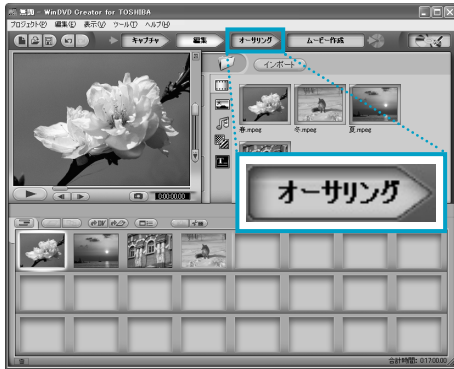 無題 - WinDVD Creator for TOSHIBA
プロジェクト(P) 編集(E) 表示(V) ツール(T) ヘルプ(H)
キャプチャ 編集 オーサリング ムービー作成
インポート
春.mpeg 冬.mpeg 夏.mpeg
オーサリング
合計時間: 0:17:00:00